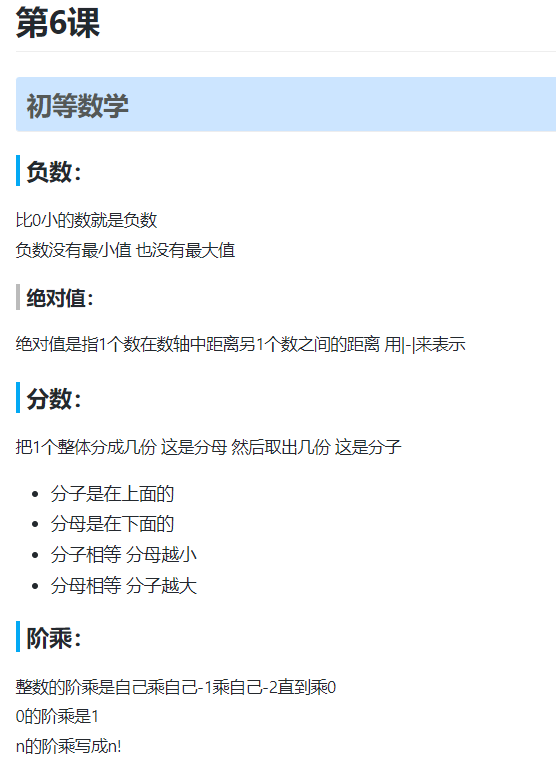 第6课
初等数学
负数：
比0小的数就是负数
负数没有最小值 也没有最大值
绝对值：
绝对值是指1个数在数轴中距离另1个数之间的距离 用|-|来表示
分数：
把1个整体分成几份 这是分母 然后取出几份 这是分子
分子是在上面的
分母是在下面的
分子相等 分母越小
分母相等 分子越大
阶乘：
整数的阶乘是自己乘自己-1乘自己-2直到乘0
0的阶乘是1
n的阶乘写成n!